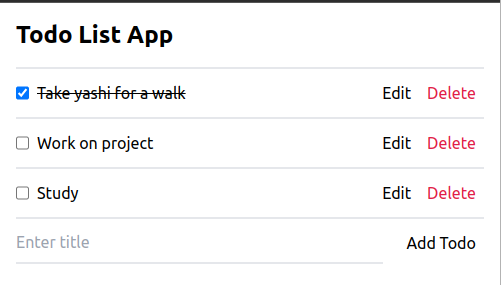 Todo List App
Take yashi for a walk Edit Delete
Work on project Edit Delete
Study Edit Delete
Enter title Add Todo